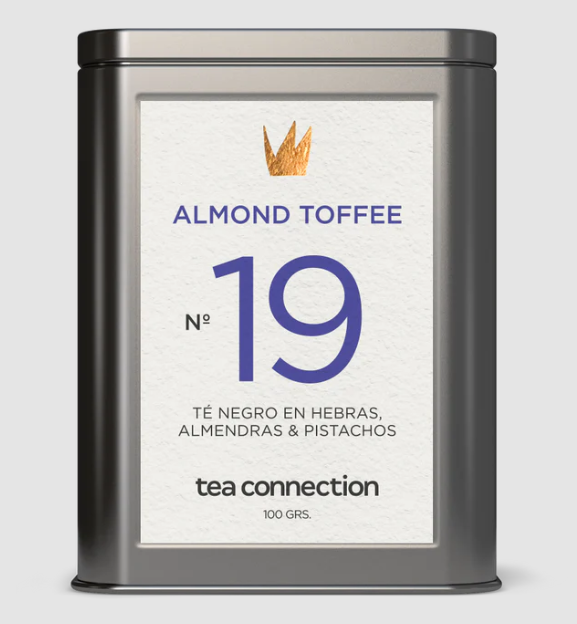 ALMOND TOFFEE
Nº 19
TÉ NEGRO EN HEBRAS,
ALMENDRAS & PISTACHOS
tea connection
100 GRS.